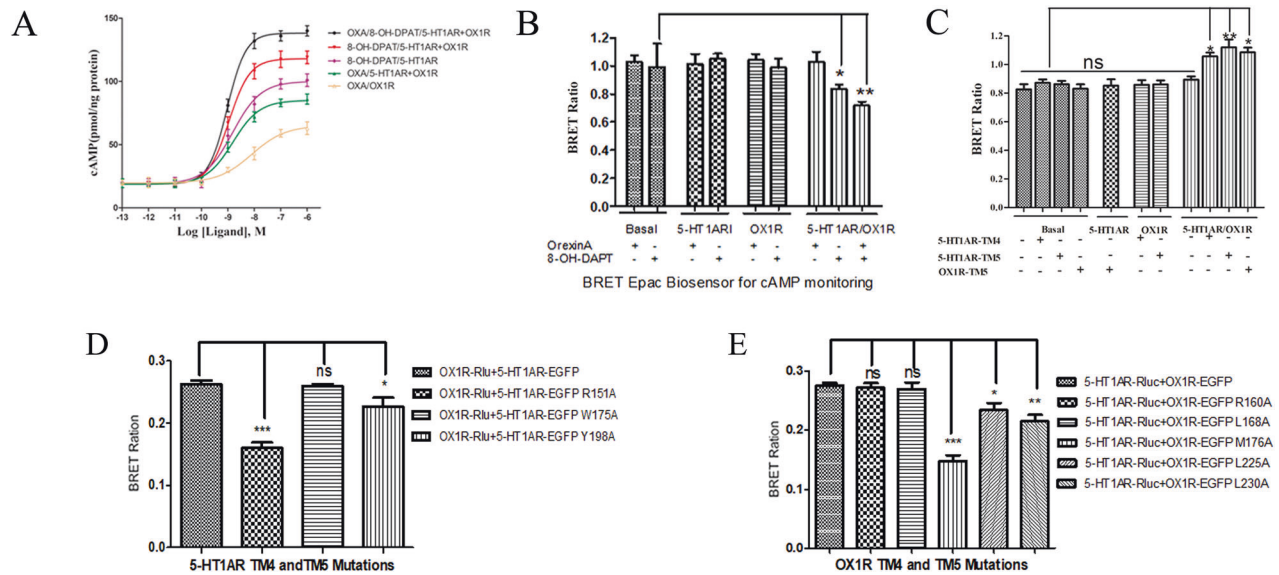 A
cAMP(pmol/mg protein)
150
100
50
0
-13 -12 -11 -10 -9 -8 -7 -6
Log [Ligand], M
OXA/8-OH-DPAT/5-HT1AR+OX1R
8-OH-DPAT/5-HT1AR+OX1R
8-OH-DPAT/5-HT1AR
OXA/5-HT1AR+OX1R
OXA/OX1R
B
BRET Ratio
1.2
1.0
0.8
0.6
0.4
0.2
0.0
* **
Basal 5-HT1ARI OX1R 5-HT1AR/OX1R
OrexinA + - + - + - + - +
8-OH-DAPT - + - + - + - + +
BRET Epac Biosensor for cAMP monitoring
C
BRET Ratio
1.2
1.0
0.8
0.6
0.4
0.2
0.0
ns
* ** *
Basal 5-HT1AR OX1R 5-HT1AR/OX1R
5-HT1AR-TM4 - + - - - + - - + - -
5-HT1AR-TM5 - - + - - - + - - + -
OX1R-TM5 - - - + + - - - - - +
D
BRET Ration
0.3
0.2
0.1
0.0
*** ns *
5-HT1AR TM4 andTM5 Mutations
OX1R-Rlu+5-HT1AR-EGFP
OX1R-Rlu+5-HT1AR-EGFP R151A
OX1R-Rlu+5-HT1AR-EGFP W175A
OX1R-Rlu+5-HT1AR-EGFP Y198A
E
BRET Ration
0.3
0.2
0.1
0.0
ns ns *** * **
OX1R TM4 and TM5 Mutations
5-HT1AR-Rluc+OX1R-EGFP
5-HT1AR-Rluc+OX1R-EGFP R160A
5-HT1AR-Rluc+OX1R-EGFP L168A
5-HT1AR-Rluc+OX1R-EGFP M176A
5-HT1AR-Rluc+OX1R-EGFP L225A
5-HT1AR-Rluc+OX1R-EGFP L230A